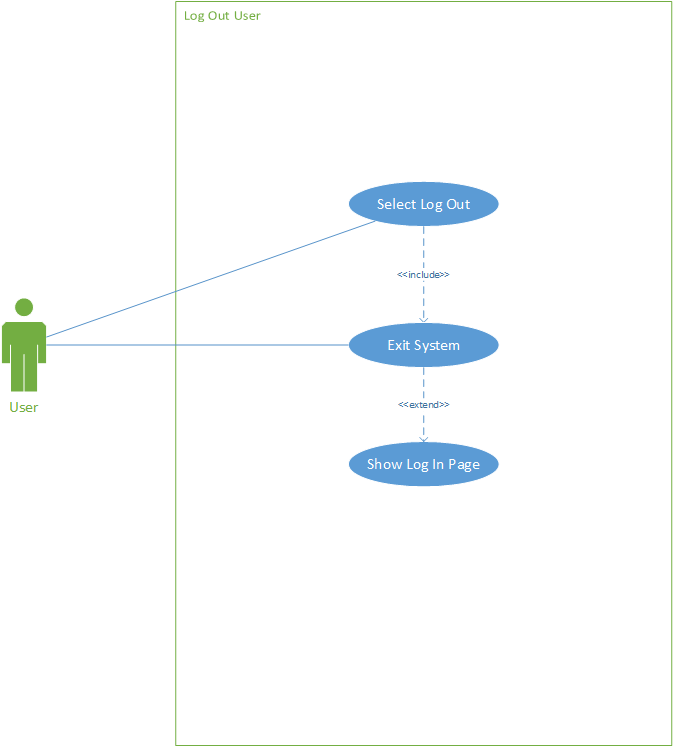 Log Out User
Select Log Out
<<include>>
Exit System
<<extend>>
User
Show Log In Page